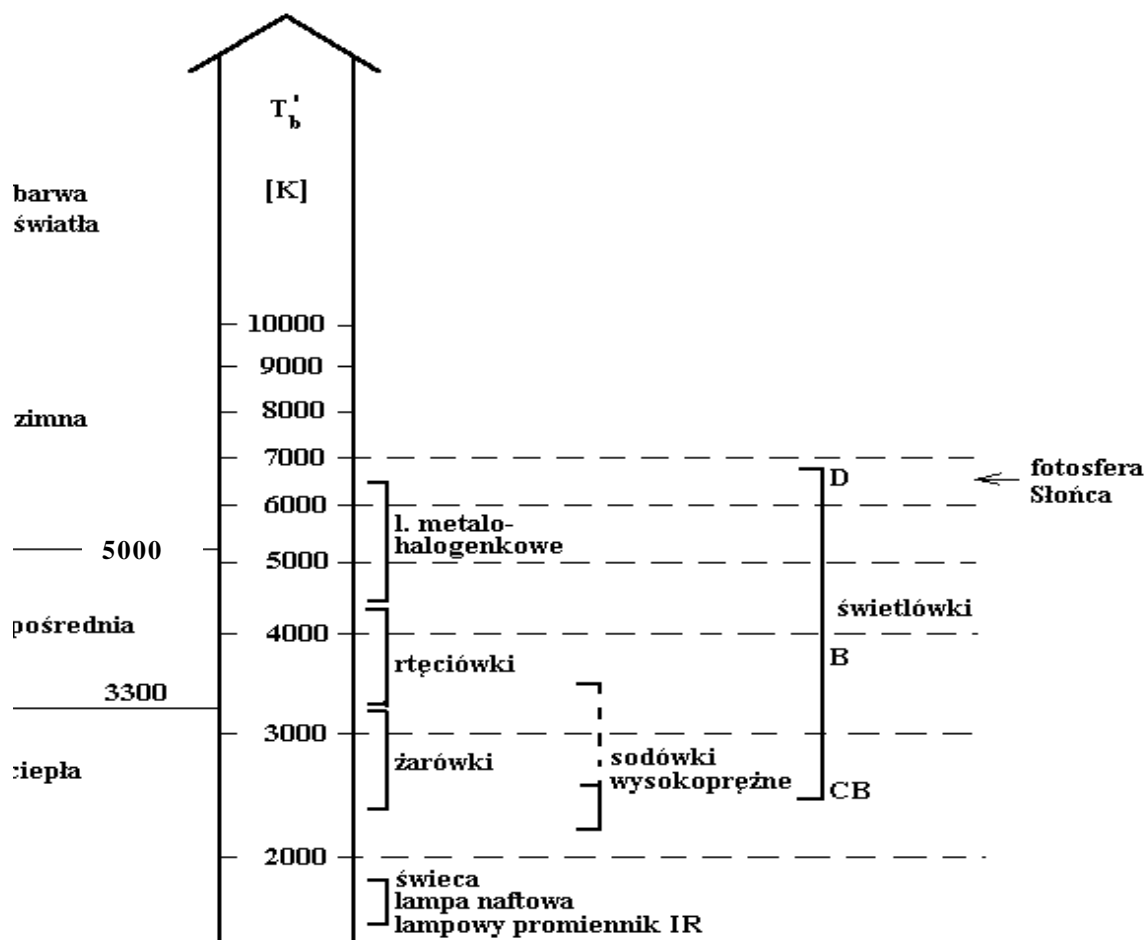 T'b
[K]
barwa
światła
10000
9000
zimna
8000
7000
fotosfera
Słońca
D
6000
l. metalo-
halogenkowe
5000
5000
pośrednia
świetlówki
4000
B
rtęciówki
3300
3000
ciepła
żarówki
sodówki
wysokoprężne
CB
2000
świeca
lampa naftowa
lampowy promiennik IR